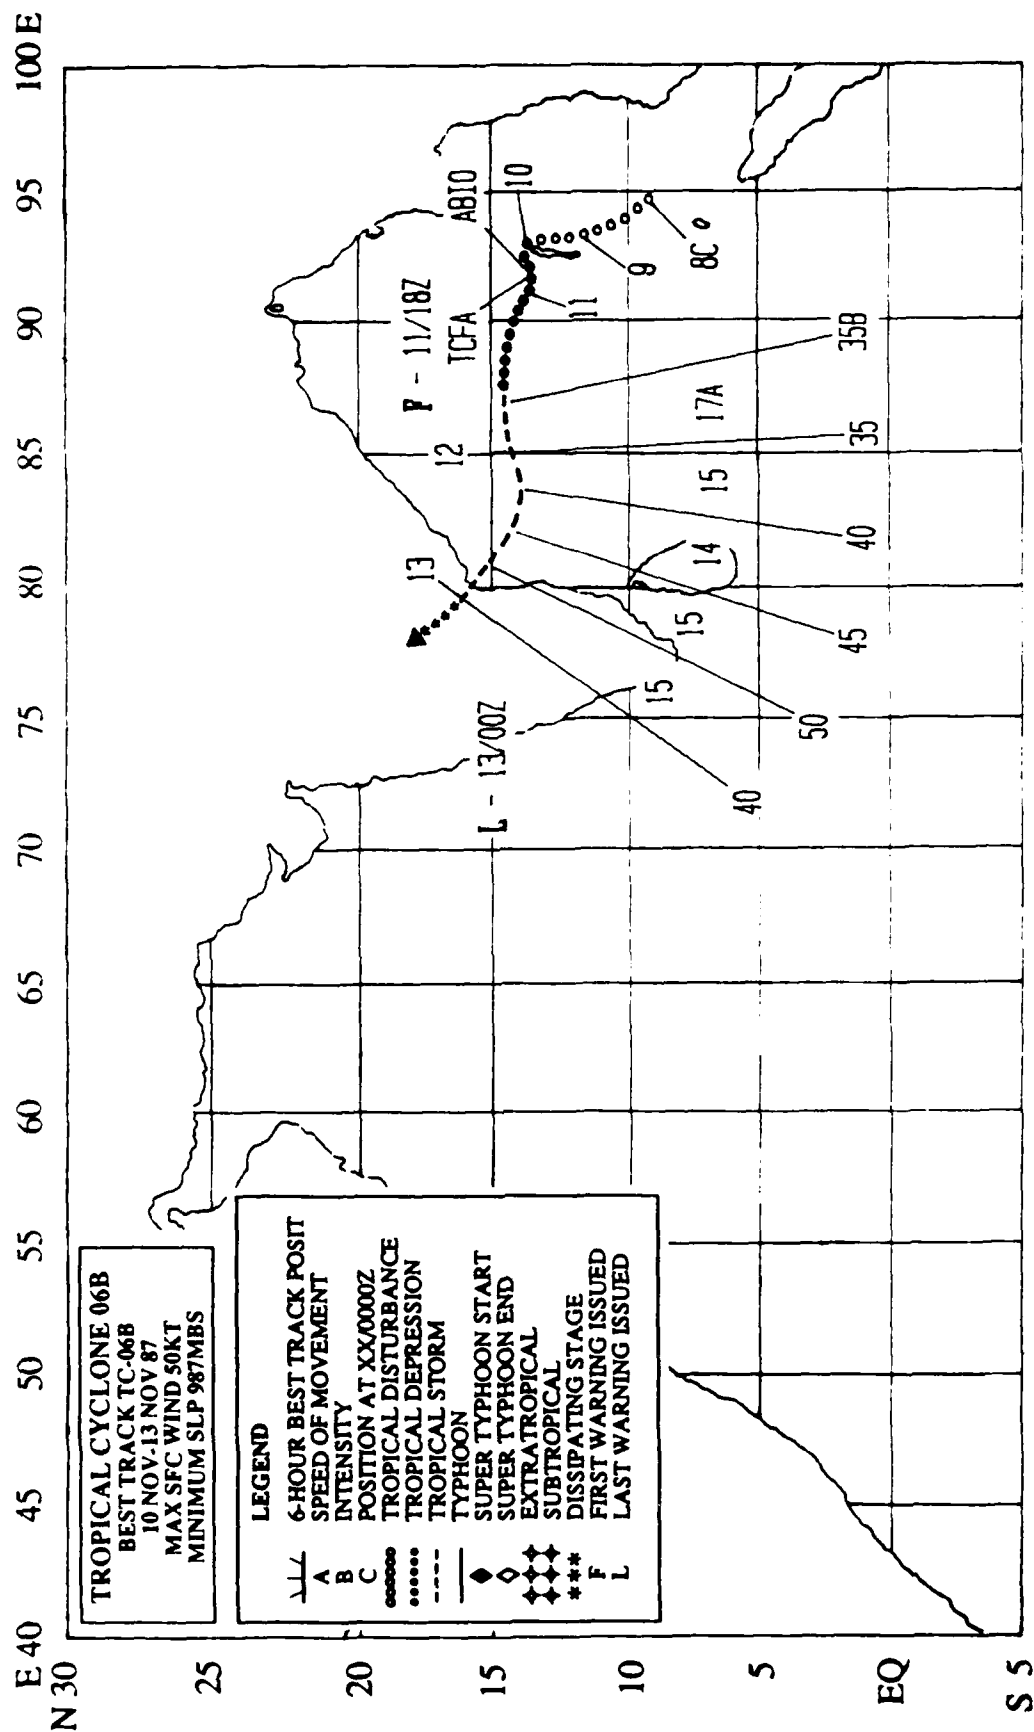 TROPICAL CYCLONE 06B
BEST TRACK TC-06B
10 NOV-13 NOV 87
MAX SFC WIND 50KT
MINIMUM SLP 987MBS
LEGEND
6-HOUR BEST TRACK POSIT
A SPEED OF MOVEMENT
B INTENSITY
C POSITION AT XX/0000Z
TROPICAL DISTURBANCE
TROPICAL DEPRESSION
TROPICAL STORM
TYPHOON
SUPER TYPHOON START
SUPER TYPHOON END
EXTRATROPICAL
SUBTROPICAL
*** DISSIPATING STAGE
F FIRST WARNING ISSUED
L LAST WARNING ISSUED
E 40 45 50 55 60 65 70 75 80 85 90 95 100 E
N 30
25
20
15
10
5
EQ
S 5
L - 13/00Z
13
12
F - 11/18Z
TCFA
ABIO
10
11
9
8C
15
15
14
15
17A
40
50
45
40
35
35B